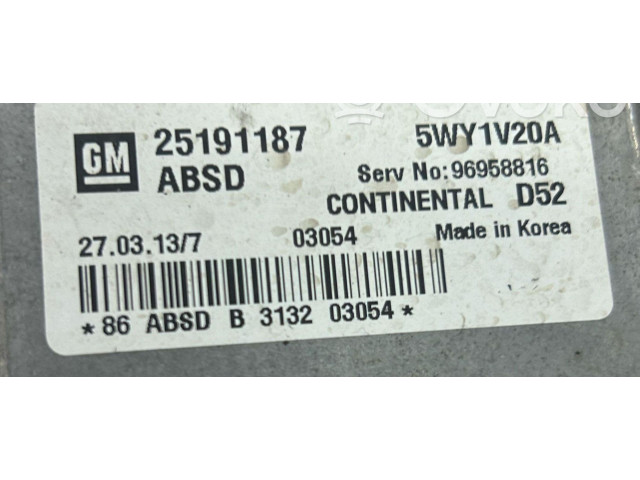 GM 25191187 5WY1V20A
ABSD Serv No:96958816
CONTINENTAL D52
27.03.13/7 03054 Made in Korea
*86 ABSD B 3132 03054*